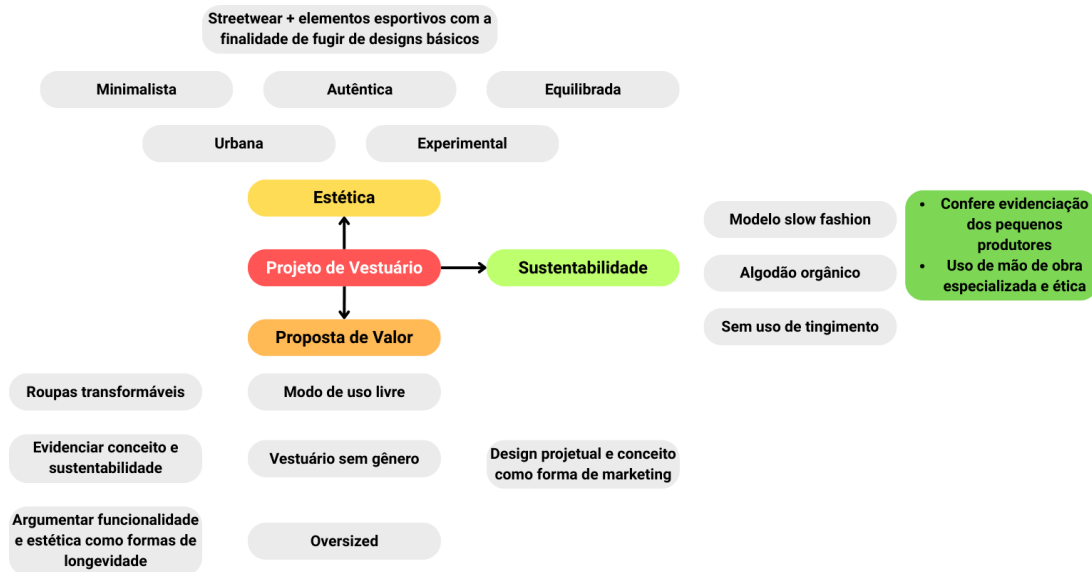 Streetwear + elementos esportivos com a
finalidade de fugir de designs básicos
Minimalista
Autêntica
Equilibrada
Urbana
Experimental
Estética
Projeto de Vestuário
Sustentabilidade
Proposta de Valor
Modelo slow fashion
Algodão orgânico
Sem uso de tingimento
• Confere evidenciação
dos pequenos
produtores
• Uso de mão de obra
especializada e ética
Roupas transformáveis
Modo de uso livre
Evidenciar conceito e
sustentabilidade
Vestuário sem gênero
Design projetual e conceito
como forma de marketing
Argumentar funcionalidade
e estética como formas de
longevidade
Oversized